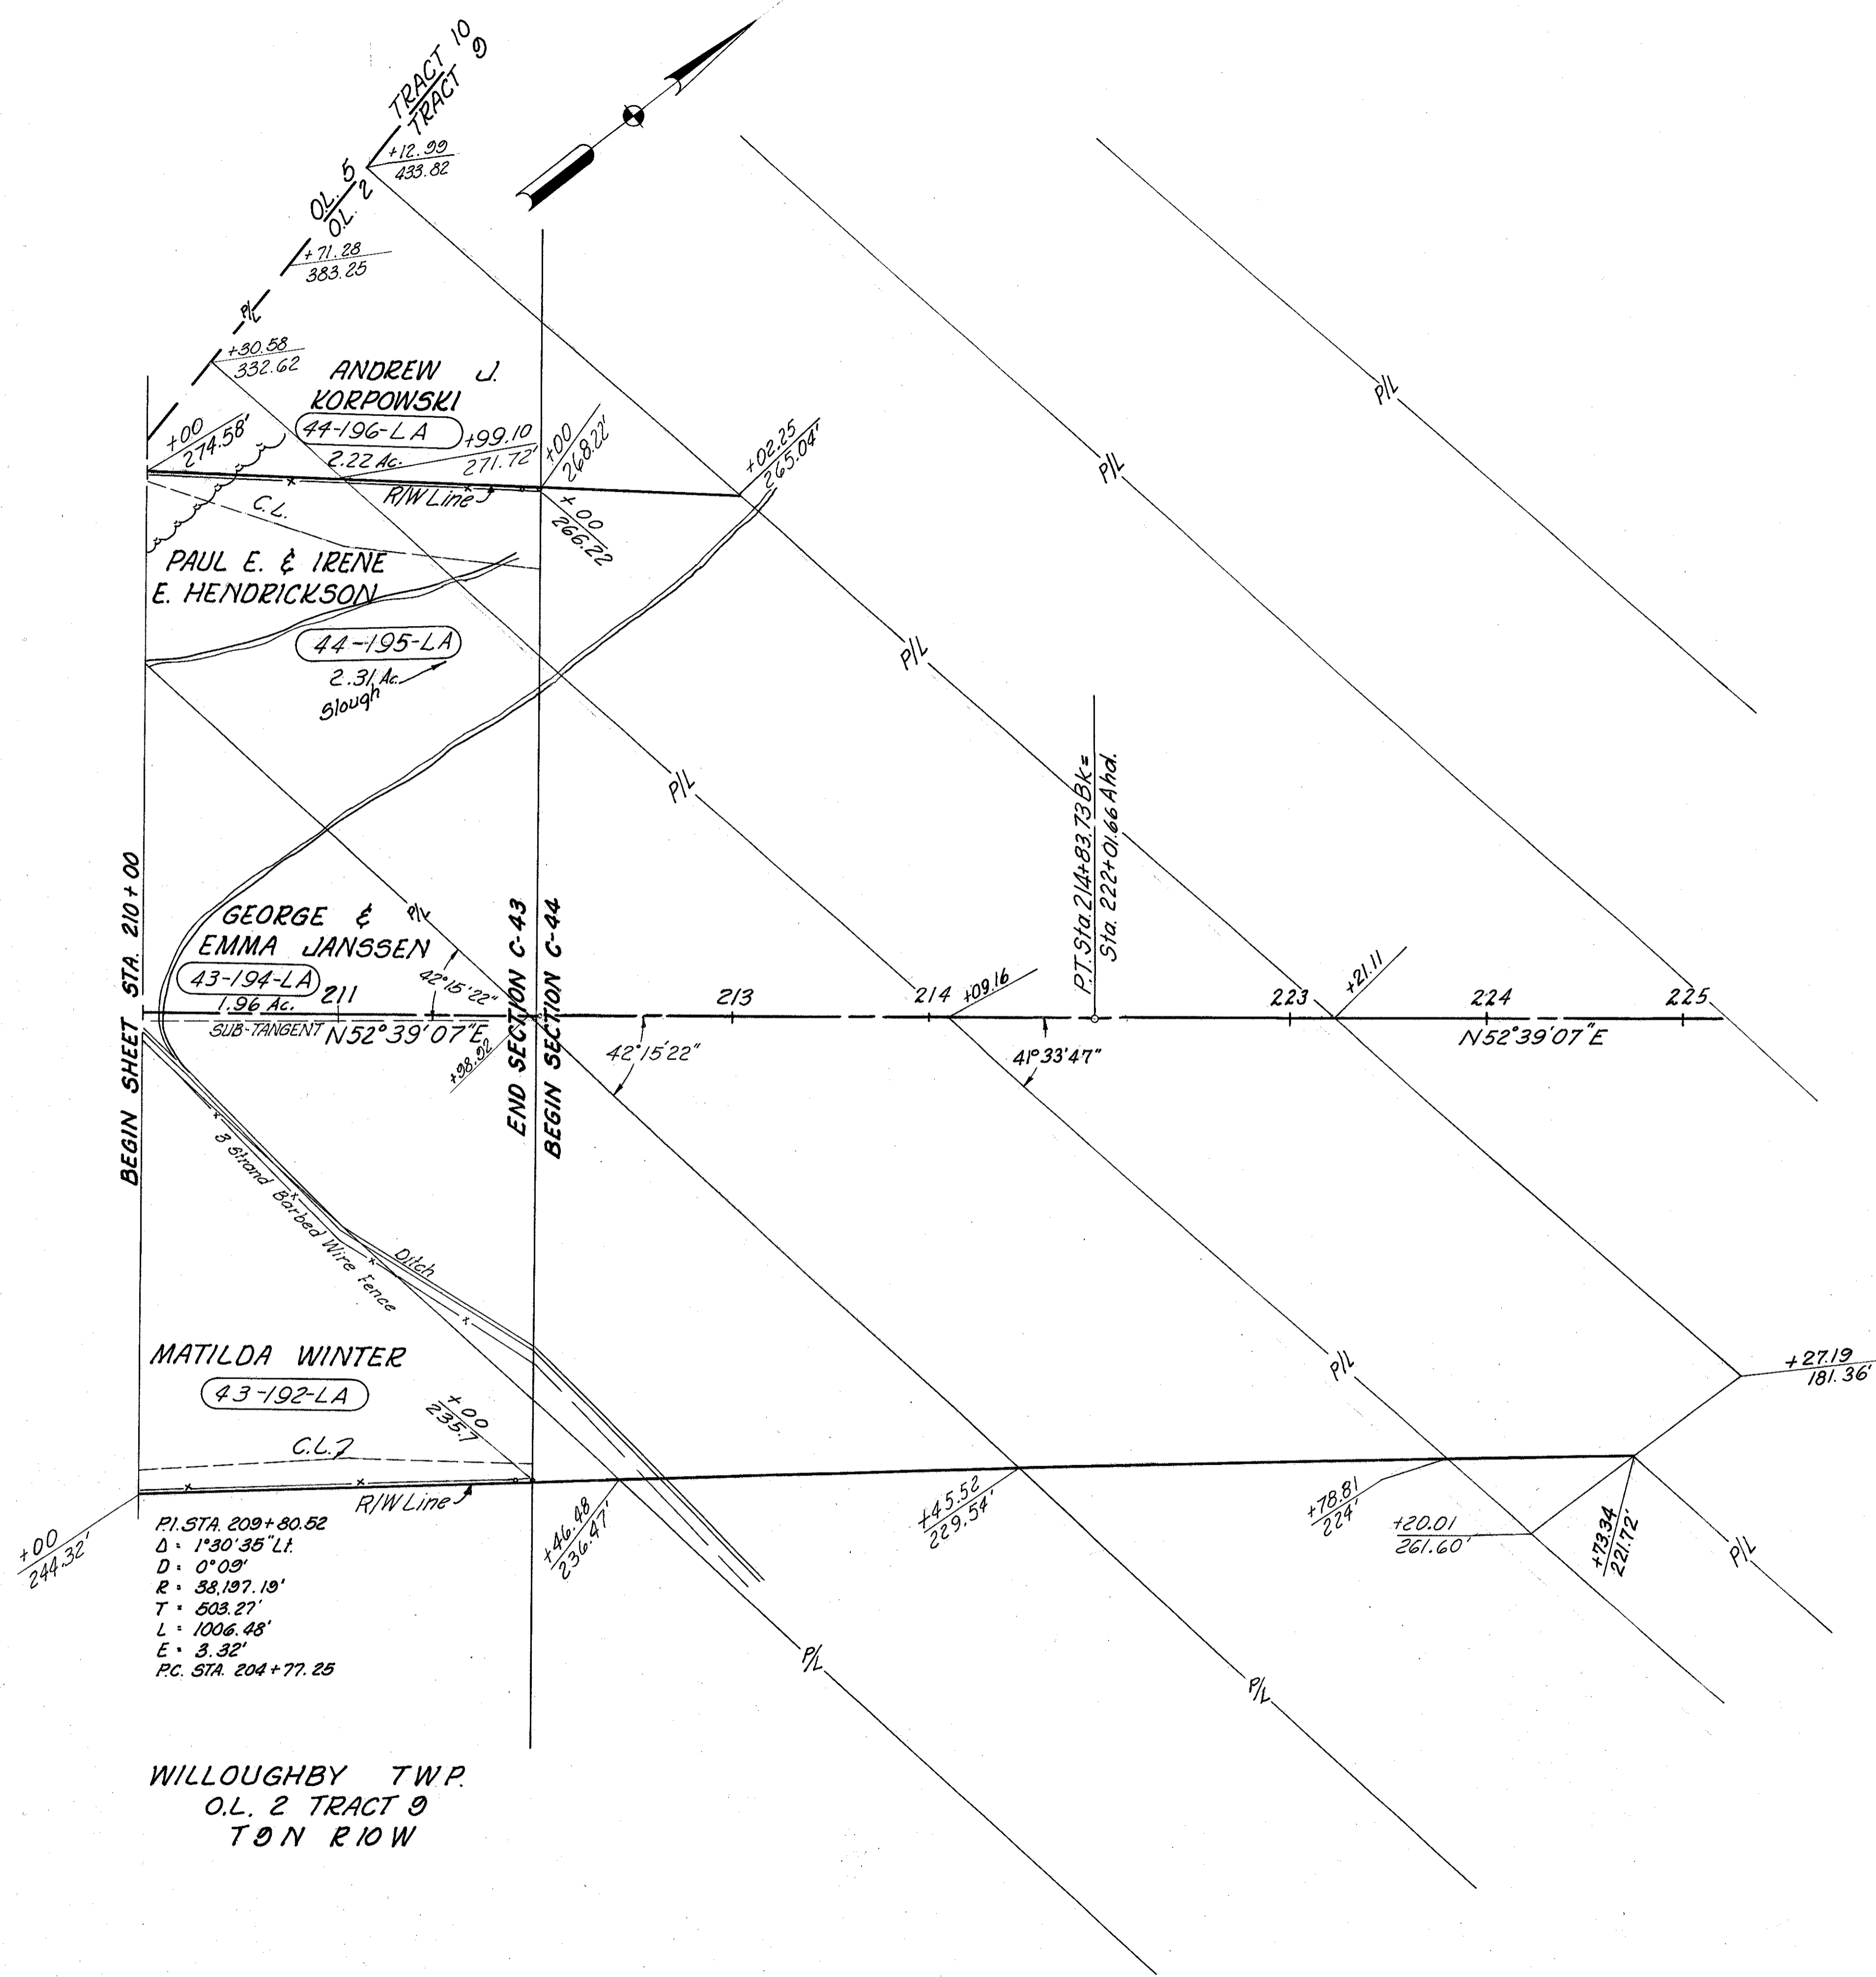 TRACT 10
TRACT 9
+12.99
433.82
O.L. 5
O.L. 2
+71.28
383.25
P/L
+30.58
332.62
ANDREW J.
KORPOWSKI
44-196-LA
2.22 Ac.
+00
274.58'
+99.10
271.72'
+00
268.22'
+02.25
265.04'
R/W Line
+00
266.22
C.L.
PAUL E. & IRENE
E. HENDRICKSON
44-195-LA
2.31 Ac.
Slough
P/L
P/L
P/L
P/L
P.T. Sta. 214+83.73 BK=
Sta. 222+01.66 Ahd.
BEGIN SHEET STA. 210+00
GEORGE &
EMMA JANSSEN
43-194-LA
1.96 Ac.
P/L
42°15'22"
211
213
214
+09.16
223
+21.11
224
225
SUB-TANGENT
N52°39'07"E
+98.92
END SECTION C-43
BEGIN SECTION C-44
42°15'22"
41°33'47"
N52°39'07"E
3 Strand Barbed Wire Fence
Ditch
MATILDA WINTER
43-192-LA
+00
235.7
C.L.
R/W Line
+00
244.32'
+46.48
236.47'
+45.52
229.54'
+78.81
224'
+20.01
261.60'
+73.34
221.72'
+27.19
181.36'
P/L
P/L
P/L
P/L
P.I. STA. 209+80.52
Δ = 1°30'35" Lt.
D = 0°09'
R = 38,197.19'
T = 503.27'
L = 1006.48'
E = 3.32'
P.C. STA. 204+77.25
WILLOUGHBY TWP.
O.L. 2 TRACT 9
T9N R10W